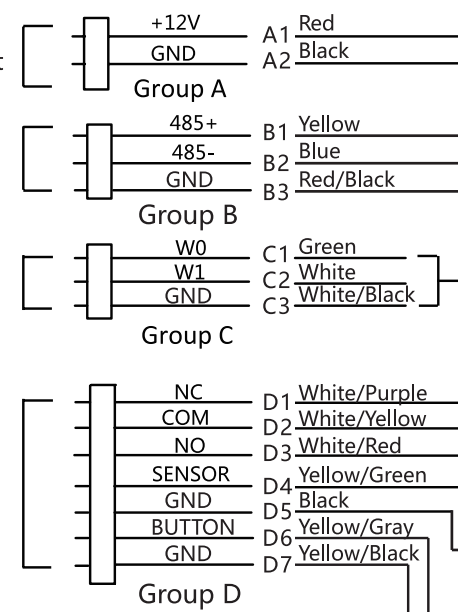 +12V A1 Red
t
GND A2 Black
Group A
485+ B1 Yellow
485- B2 Blue
GND B3 Red/Black
Group B
W0 C1 Green
W1 C2 White
GND C3 White/Black
Group C
NC D1 White/Purple
COM D2 White/Yellow
NO D3 White/Red
SENSOR D4 Yellow/Green
GND D5 Black
BUTTON D6 Yellow/Gray
GND D7 Yellow/Black
Group D